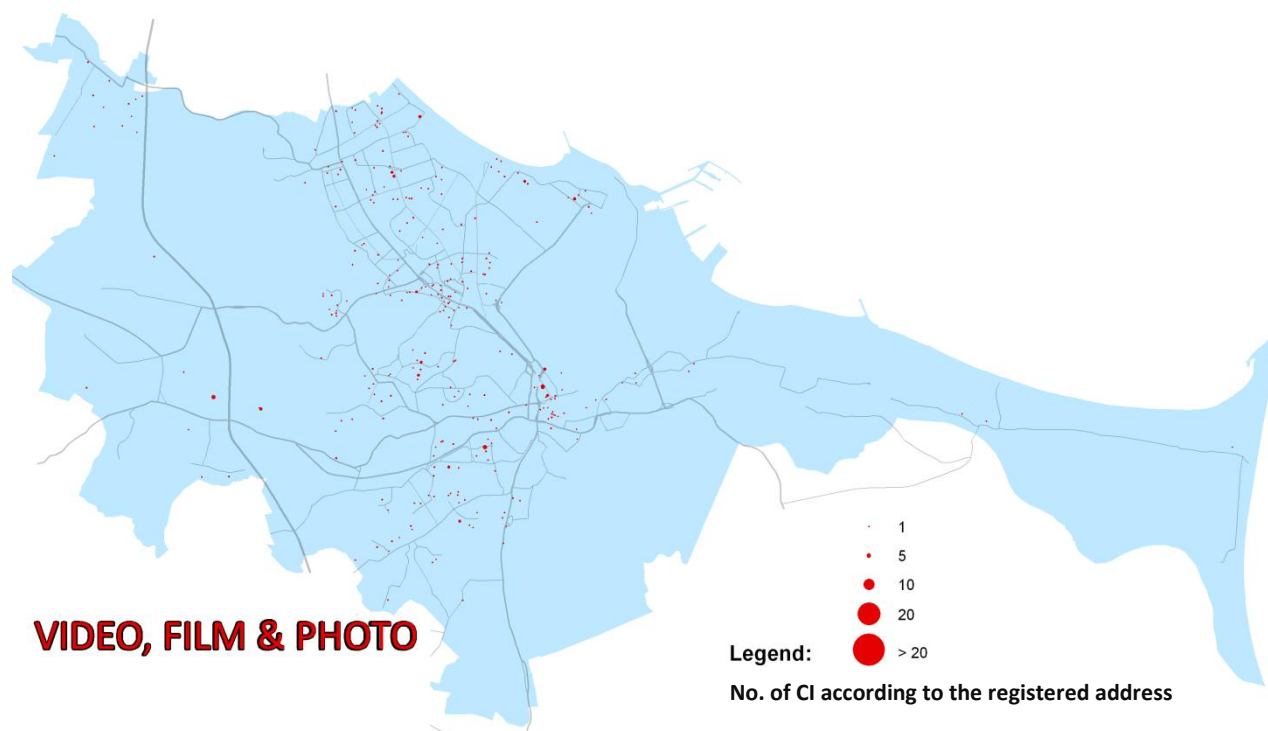 VIDEO, FILM & PHOTO
1
5
10
20
> 20
Legend:
No. of CI according to the registered address